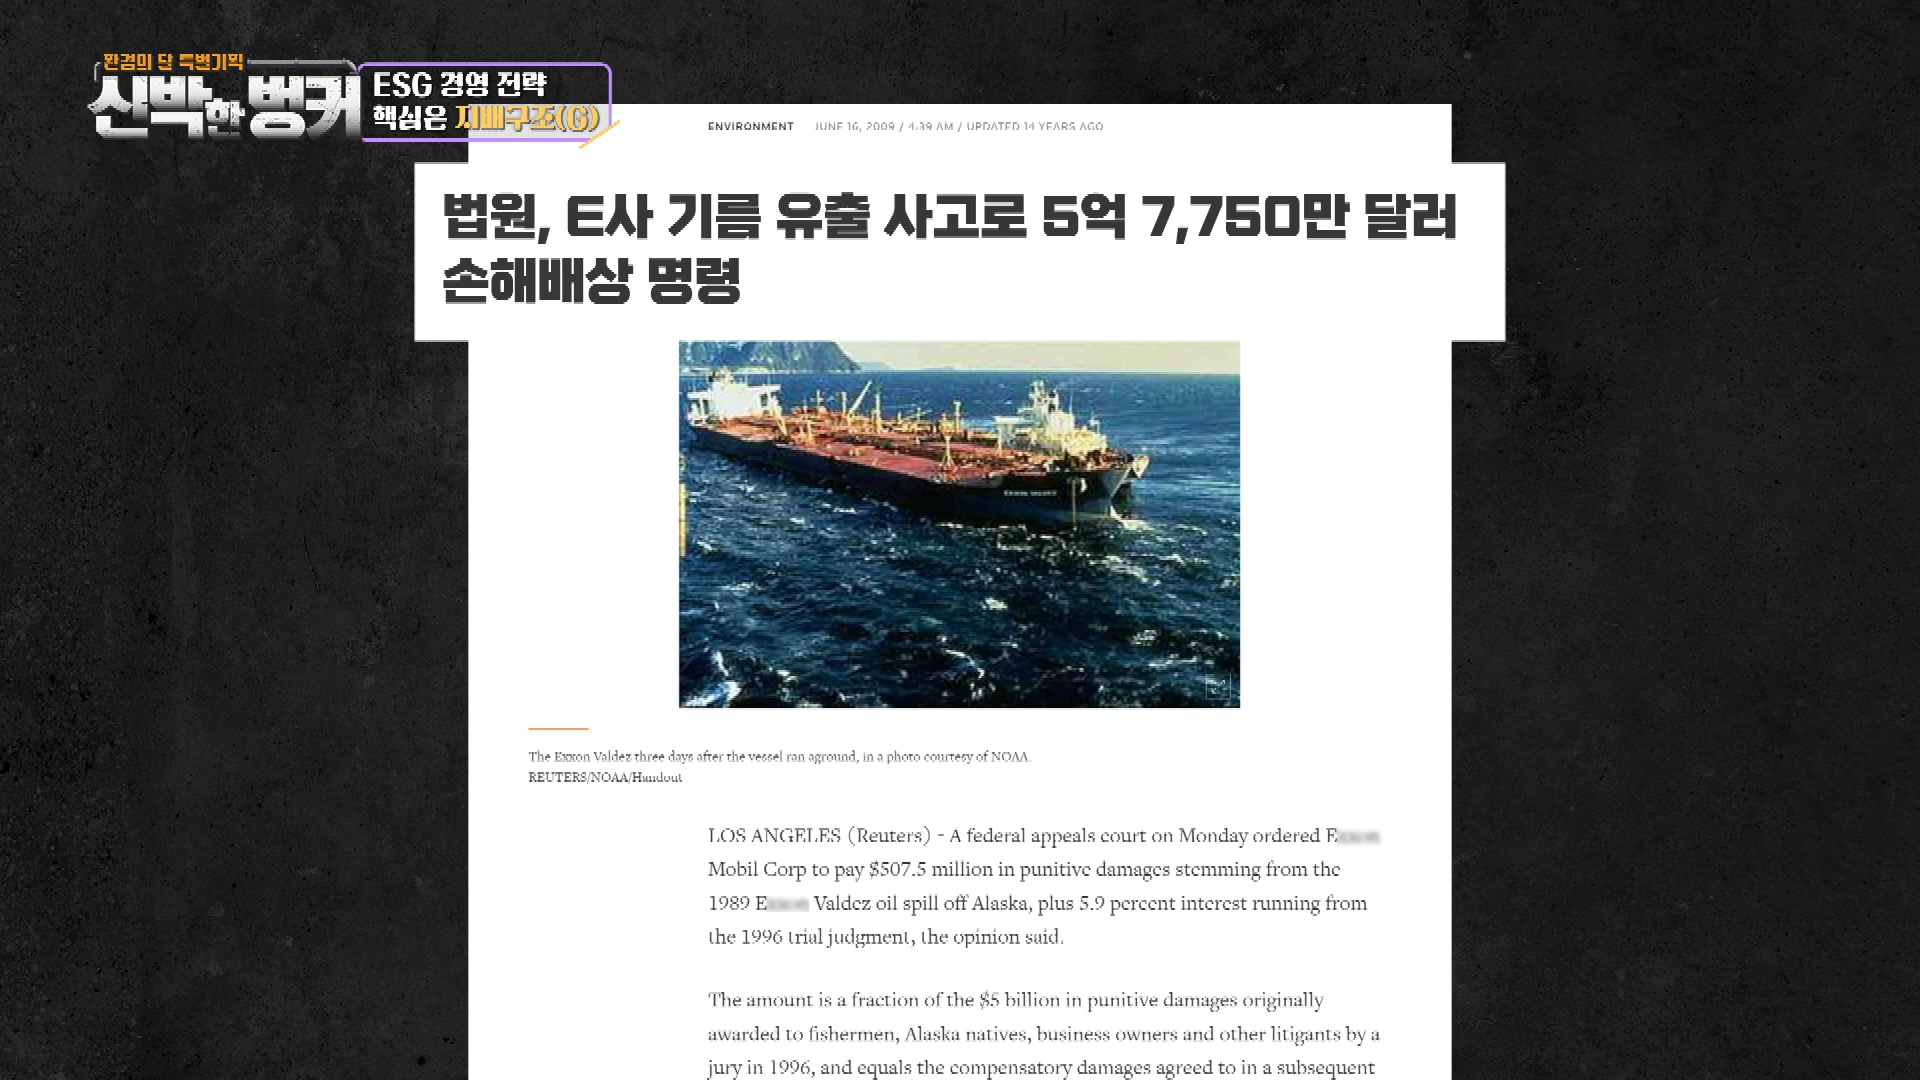 환경의 달 특별기획
신박한 벙커
ESG 경영 전략
핵심은 지배구조(G)
ENVIRONMENT JUNE 16, 2009 / 4:39 AM / UPDATED 14 YEARS AGO
법원, E사 기름 유출 사고로 5억 7,750만 달러
손해배상 명령
The Exxon Valdez three days after the vessel ran aground, in a photo courtesy of NOAA.
REUTERS/NOAA/Handout
LOS ANGELES (Reuters) - A federal appeals court on Monday ordered E
Mobil Corp to pay $507.5 million in punitive damages stemming from the
1989 E Valdez oil spill off Alaska, plus 5.9 percent interest running from
the 1996 trial judgment, the opinion said.
The amount is a fraction of the $5 billion in punitive damages originally
awarded to fishermen, Alaska natives, business owners and other litigants by a
jury in 1996, and equals the compensatory damages agreed to in a subsequent